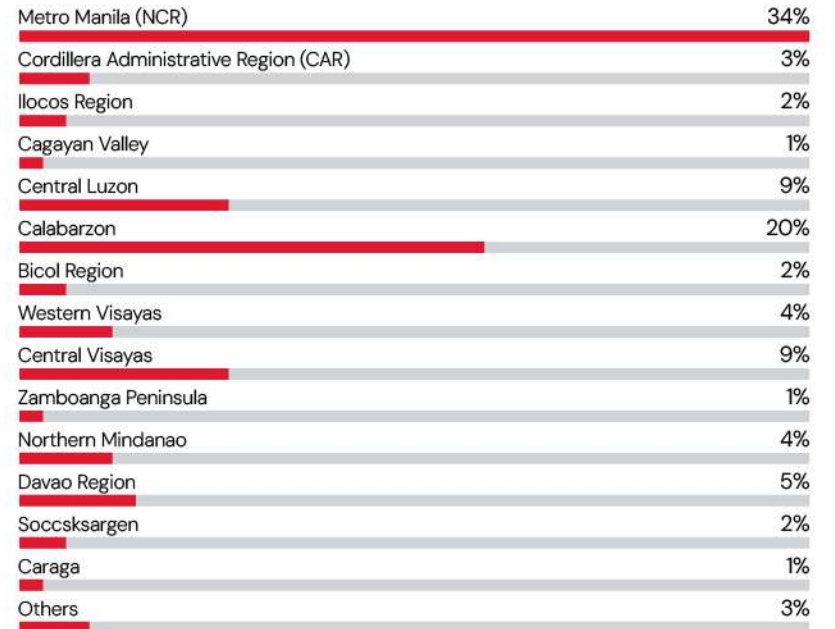 Metro Manila (NCR) 34%
Cordillera Administrative Region (CAR) 3%
Ilocos Region 2%
Cagayan Valley 1%
Central Luzon 9%
Calabarzon 20%
Bicol Region 2%
Western Visayas 4%
Central Visayas 9%
Zamboanga Peninsula 1%
Northern Mindanao 4%
Davao Region 5%
Soccsksargen 2%
Caraga 1%
Others 3%